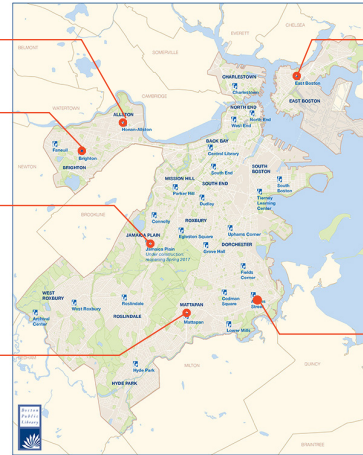 CHELSEA
EVERETT
BELMONT
SOMERVILLE
East Boston
CHARLESTOWN
Charlestown
EAST BOSTON
WATERTOWN
CAMBRIDGE
NORTH END
North End
West End
ALLSTON
Honan-Allston
BACK BAY
Central Library
Faneuil
Brighton
BRIGHTON
NEWTON
South End
SOUTH
BOSTON
MISSION HILL
SOUTH END
Parker Hill
South
Boston
Dudley
Tierney
Learning
Center
BROOKLINE
Connolly
ROXBURY
JAMAICA PLAIN
Egleston Square
Uphams Corner
Jamaica Plain
Under construction
reopening Spring 2017
Grove Hall
DORCHESTER
Fields
Corner
WEST
ROXBURY
West Roxbury
Roslindale
ROSLINDALE
MATTAPAN
Mattapan
Codman
Square
Street
Lower Mills
Corner
Hyde Park
HYDE PARK
MILTON
QUINCY
BRAINTREE
Boston
Public
Library